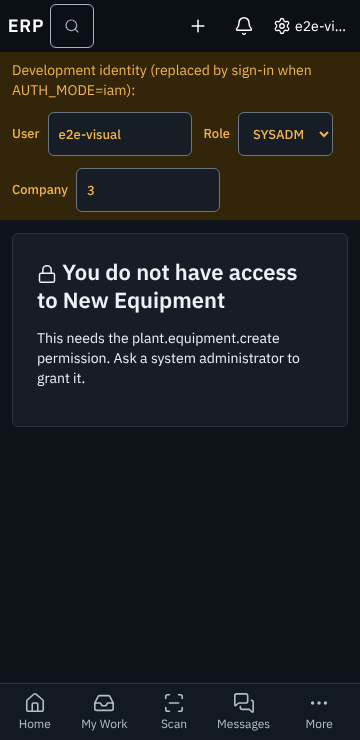 ERP
e2e-vi...
Development identity (replaced by sign-in when
AUTH_MODE=iam):
User e2e-visual Role SYSADM
Company 3
You do not have access
to New Equipment
This needs the plant.equipment.create
permission. Ask a system administrator to
grant it.
Home My Work Scan Messages More